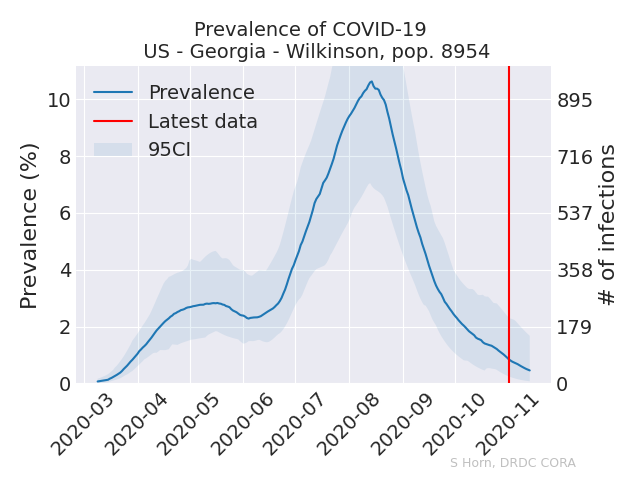 Prevalence of COVID-19
US - Georgia - Wilkinson, pop. 8954
Prevalence
Latest data
95CI
Prevalence (%)
10
8
6
4
2
0
895
716
537
358
179
0
# of infections
2020-03
2020-04
2020-05
2020-06
2020-07
2020-08
2020-09
2020-10
2020-11
S Horn, DRDC CORA